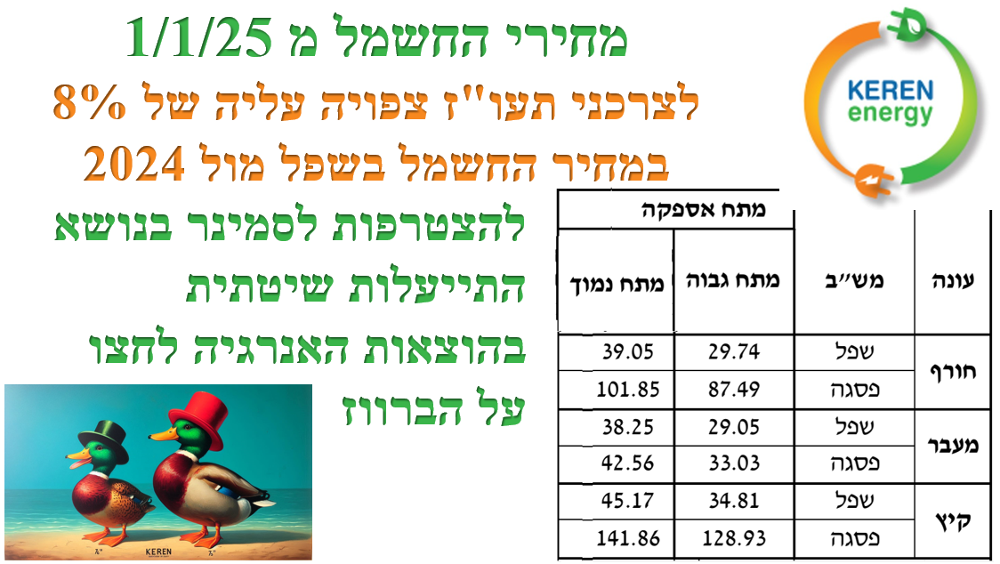 מחירי החשמל מ 1/1/25
לצרכני תעו"ז צפויה עליה של 8%
במחיר החשמל בשפל מול 2024
KEREN
energy
להצטרפות לסמינר בנושא
התייעלות שיטתית
בהוצאות האנרגיה לחצו
על הברווז
מתח אספקה
עונה מש״ב מתח גבוה מתח נמוך
חורף שפל 29.74 39.05
פסגה 87.49 101.85
מעבר שפל 29.05 38.25
פסגה 33.03 42.56
קיץ שפל 34.81 45.17
פסגה 128.93 141.86
KEREN